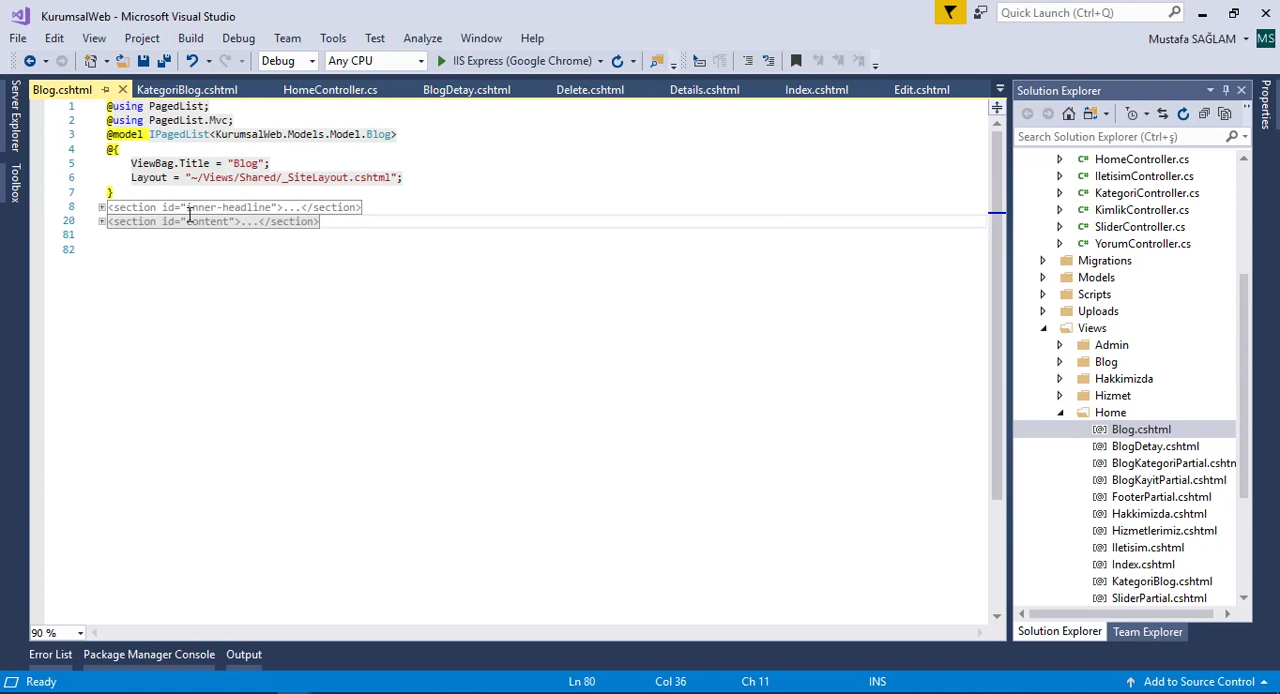 KurumsalWeb - Microsoft Visual Studio
Quick Launch (Ctrl+Q)
File Edit View Project Build Debug Team Tools Test Analyze Window Help
Mustafa SAĞLAM MS
Debug Any CPU IIS Express (Google Chrome)
Server Explorer
Toolbox
Blog.cshtml KategoriBlog.cshtml HomeController.cs BlogDetay.cshtml Delete.cshtml Details.cshtml Index.cshtml Edit.cshtml
1 @using PagedList;
2 @using PagedList.Mvc;
3 @model IPagedList<KurumsalWeb.Models.Model.Blog>
4 @{
5 ViewBag.Title = "Blog";
6 Layout = "~/Views/Shared/_SiteLayout.cshtml";
7 }
8 <section id="inner-headline">...</section>
20 <section id="content">...</section>
81
82
90 %
Solution Explorer
Search Solution Explorer (Ctrl+ş)
HomeController.cs
IletisimController.cs
KategoriController.cs
KimlikController.cs
SliderController.cs
YorumController.cs
Migrations
Models
Scripts
Uploads
Views
Admin
Blog
Hakkimizda
Hizmet
Home
Blog.cshtml
BlogDetay.cshtml
BlogKategoriPartial.cshtn
BlogKayitPartial.cshtml
FooterPartial.cshtml
Hakkimizda.cshtml
Hizmetlerimiz.cshtml
Iletisim.cshtml
Index.cshtml
KategoriBlog.cshtml
SliderPartial.cshtml
Solution Explorer Team Explorer
Properties
Error List Package Manager Console Output
Ready Ln 80 Col 36 Ch 11 INS Add to Source Control